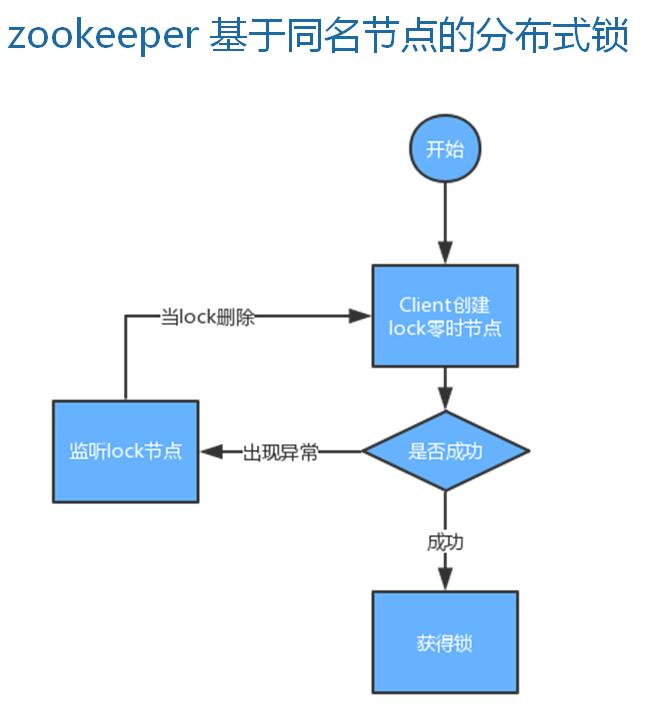 zookeeper 基于同名节点的分布式锁
开始
Client创建
lock零时节点
当lock删除
监听lock节点
出现异常
是否成功
成功
获得锁